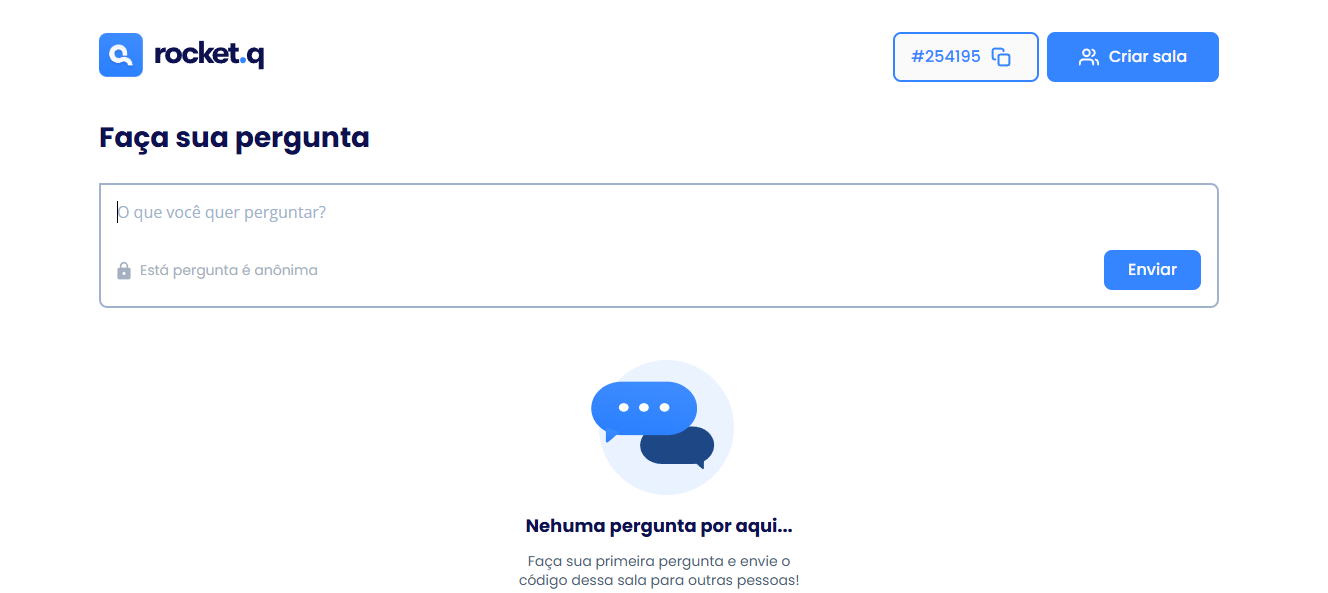 rocket.q
#254195
Criar sala
Faça sua pergunta
O que você quer perguntar?
Está pergunta é anônima
Enviar
Nehuma pergunta por aqui...
Faça sua primeira pergunta e envie o
código dessa sala para outras pessoas!